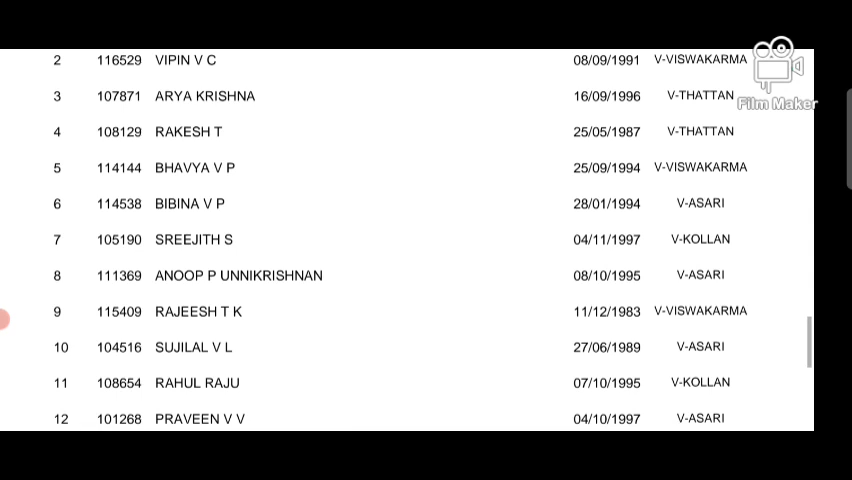 2 116529 VIPIN V C 08/09/1991 V-VISWAKARMA
3 107871 ARYA KRISHNA 16/09/1996 V-THATTAN
Film Maker
4 108129 RAKESH T 25/05/1987 V-THATTAN
5 114144 BHAVYA V P 25/09/1994 V-VISWAKARMA
6 114538 BIBINA V P 28/01/1994 V-ASARI
7 105190 SREEJITH S 04/11/1997 V-KOLLAN
8 111369 ANOOP P UNNIKRISHNAN 08/10/1995 V-ASARI
9 115409 RAJEESH T K 11/12/1983 V-VISWAKARMA
10 104516 SUJILAL V L 27/06/1989 V-ASARI
11 108654 RAHUL RAJU 07/10/1995 V-KOLLAN
12 101268 PRAVEEN V V 04/10/1997 V-ASARI